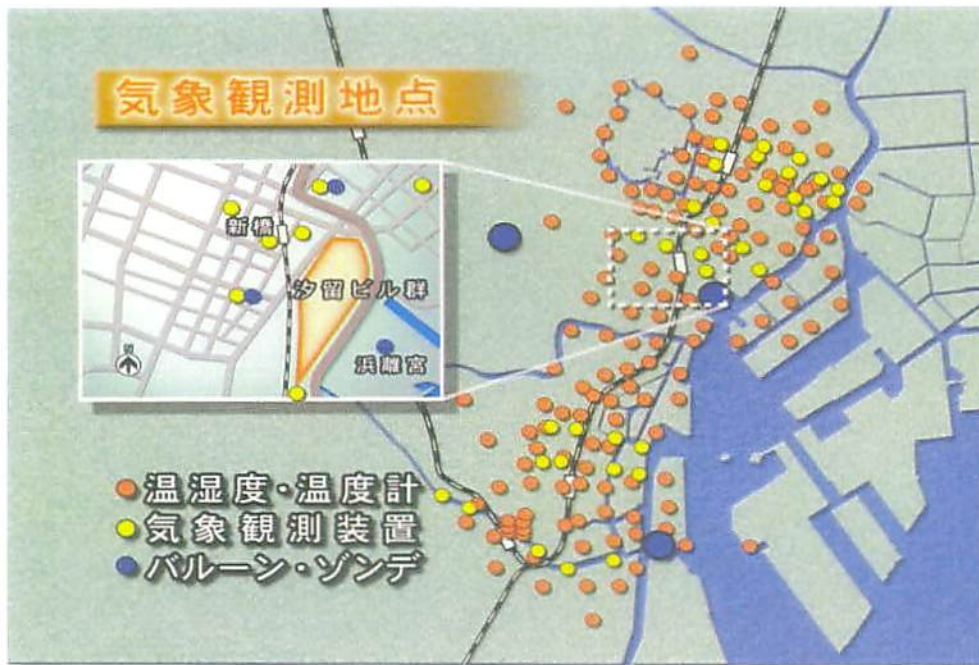 気象観測地点
新橋
汐留ビル群
浜離宮
温湿度・温度計
気象観測装置
バルーン・ゾンデ